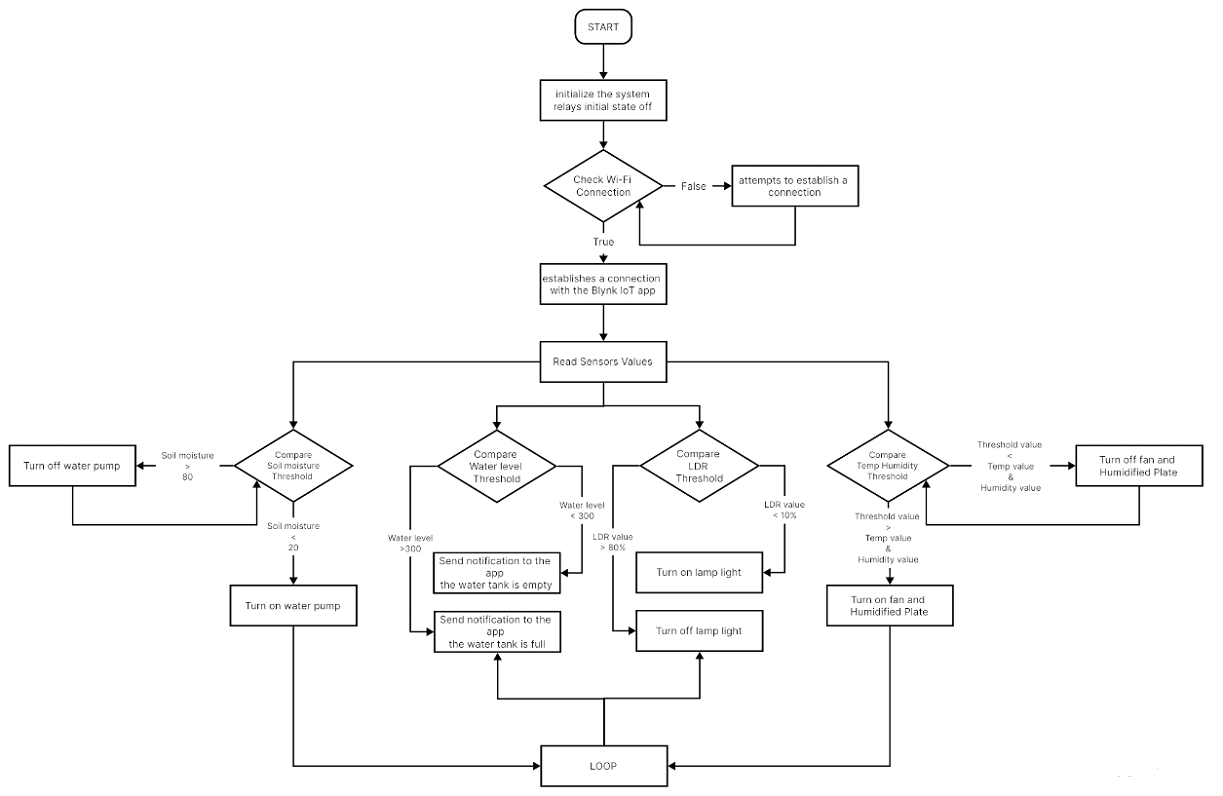 START
initialize the system
relays initial state off
Check Wi-Fi
Connection
False
attempts to establish a
connection
True
establishes a connection
with the Blynk IoT app
Read Sensors Values
Turn off water pump
Soil moisture
>
80
Compare
Soil moisture
Threshold
Soil moisture
<
20
Turn on water pump
Compare
Water level
Threshold
Water level
>300
Water level
< 300
Send notification to the
app
the water tank is empty
Send notification to the
app
the water tank is full
Compare
LDR
Threshold
LDR value
> 80%
LDR value
< 10%
Turn on lamp light
Turn off lamp light
Compare
Temp Humidity
Threshold
Threshold value
<
Temp value
&
Humidity value
Turn off fan and
Humidified Plate
Threshold value
>
Temp value
&
Humidity value
Turn on fan and
Humidified Plate
LOOP